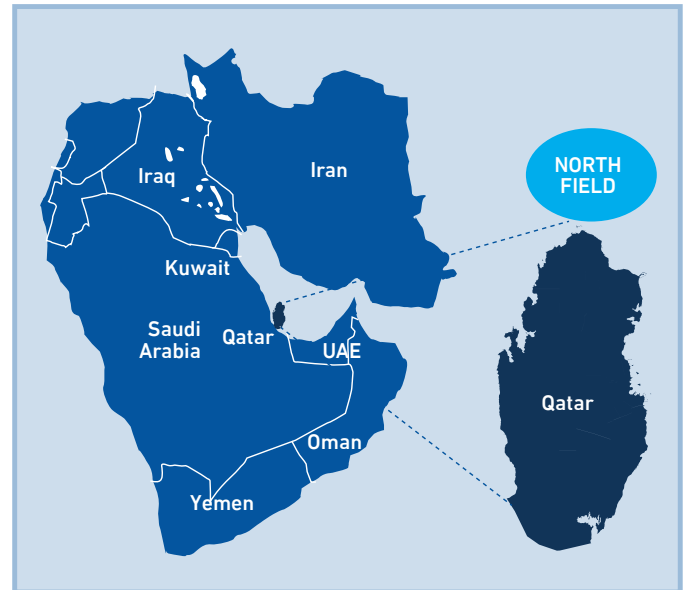 NORTH
FIELD
Iraq
Iran
Kuwait
Saudi
Arabia
Qatar
UAE
Qatar
Oman
Yemen